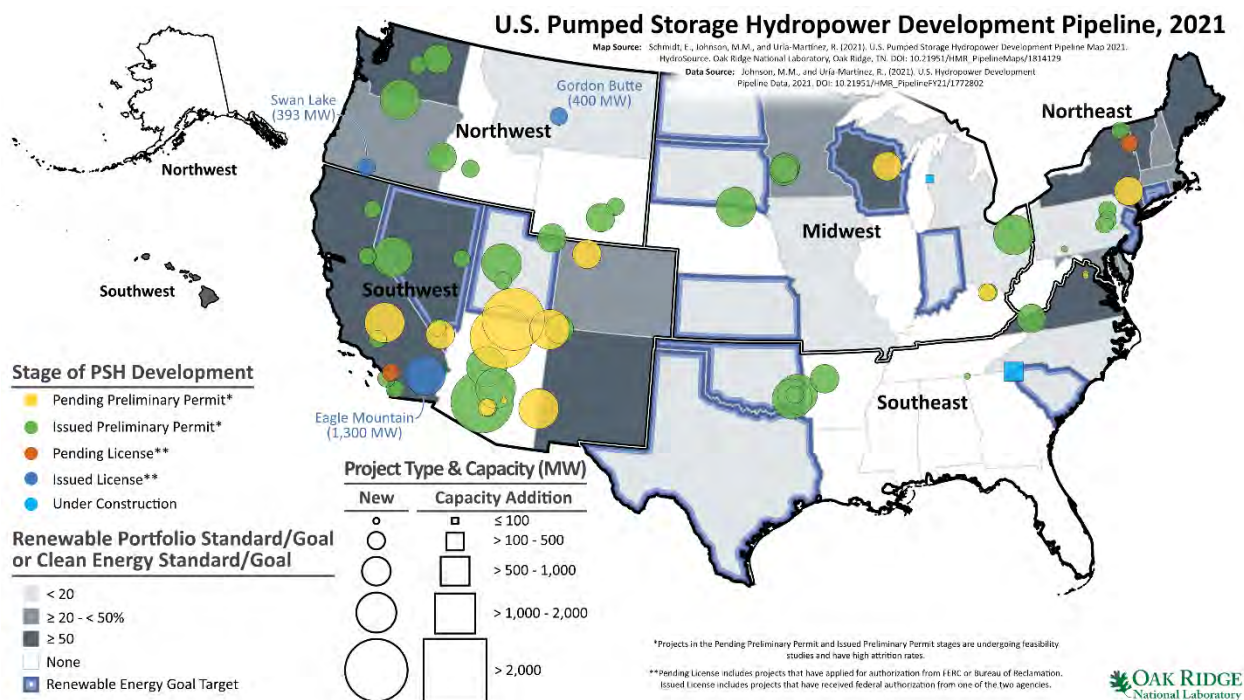 U.S. Pumped Storage Hydropower Development Pipeline, 2021
Map Source: Schmidt, E., Johnson, M.M., and Uría-Martínez, R. (2021). U.S. Pumped Storage Hydropower Development Pipeline Map 2021.
HydroSource. Oak Ridge National Laboratory, Oak Ridge, TN. DOI: 10.21951/HMR_PipelineMaps/1814129
Data Source: Johnson, M.M., and Uría-Martínez, R., (2021). U.S. Hydropower Development
Pipeline Data, 2021. DOI: 10.21951/HMR_PipelineFY21/1772802
Swan Lake
(393 MW)
Gordon Butte
(400 MW)
Northwest
Northeast
Northwest
Midwest
Southwest
Southwest
Southeast
Eagle Mountain
(1,300 MW)
Stage of PSH Development
Pending Preliminary Permit*
Issued Preliminary Permit*
Pending License**
Issued License**
Under Construction
Renewable Portfolio Standard/Goal
or Clean Energy Standard/Goal
< 20
≥ 20 - < 50%
≥ 50
None
Renewable Energy Goal Target
Project Type & Capacity (MW)
New Capacity Addition
≤ 100
> 100 - 500
> 500 - 1,000
> 1,000 - 2,000
> 2,000
*Projects in the Pending Preliminary Permit and Issued Preliminary Permit stages are undergoing feasibility
studies and have high attrition rates.
**Pending License includes projects that have applied for authorization from FERC or Bureau of Reclamation.
Issued License includes projects that have received federal authorization from one of the two agencies.
OAK RIDGE
National Laboratory